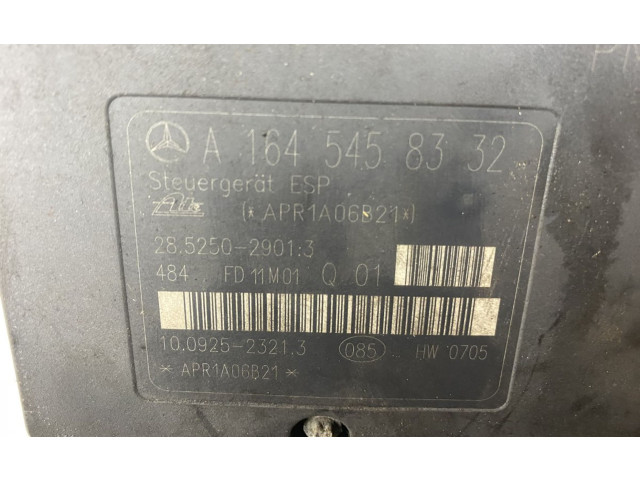 A 164 545 83 32
Steuergerät ESP
Ate (*APR1A06B21*)
28.5250-2901.3
484 FD 11M01 Q 01
10.0925-2321.3 085 HW 0705
*APR1A06B21*